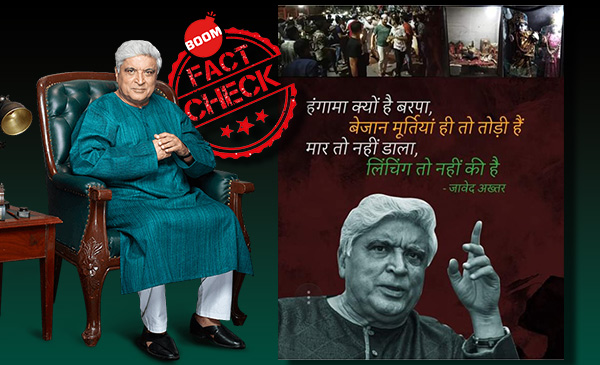 BOOM
FACT
CHECK
हंगामा क्यों है बरपा,
बेजान मूर्तियां ही तो तोड़ी हैं
मार तो नहीं डाला,
लिंचिंग तो नहीं की है
- जावेद अख्तर